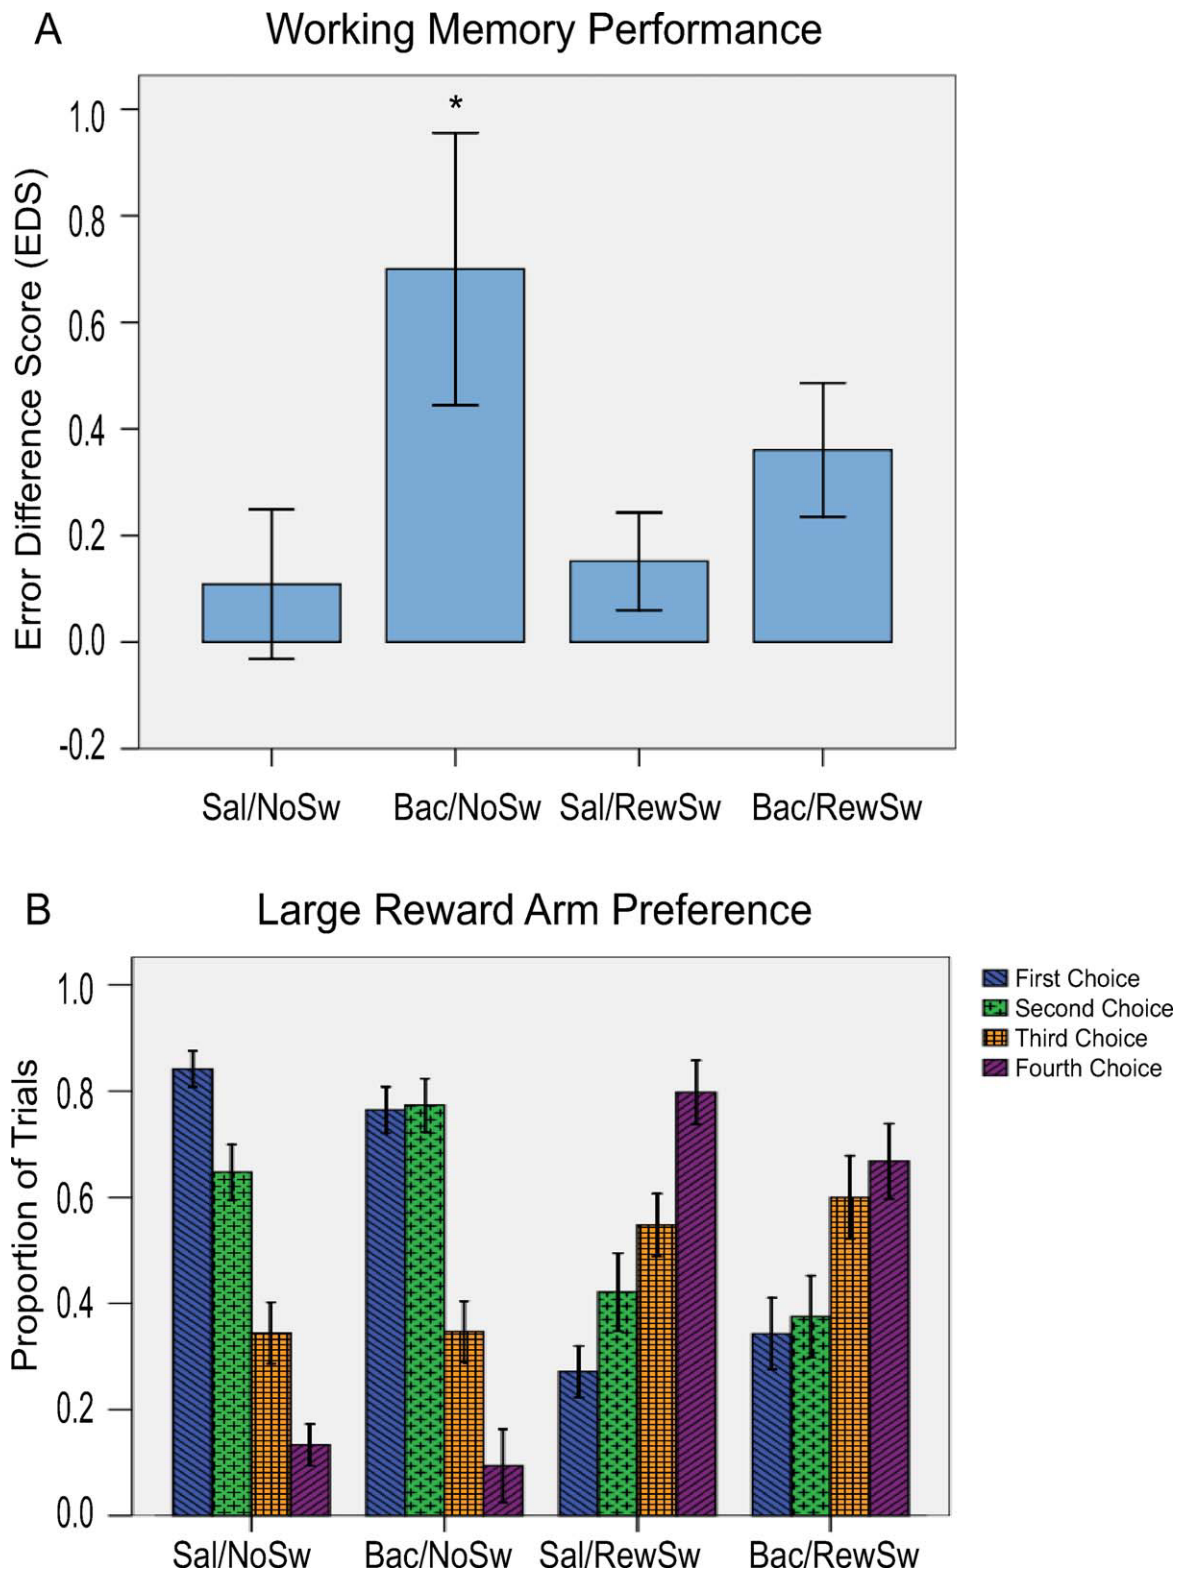 A
Working Memory Performance
*
Error Difference Score (EDS)
1.0
0.8
0.6
0.4
0.2
0.0
-0.2
Sal/NoSw Bac/NoSw Sal/RewSw Bac/RewSw
B
Large Reward Arm Preference
Proportion of Trials
1.0
0.8
0.6
0.4
0.2
0.0
First Choice
Second Choice
Third Choice
Fourth Choice
Sal/NoSw Bac/NoSw Sal/RewSw Bac/RewSw